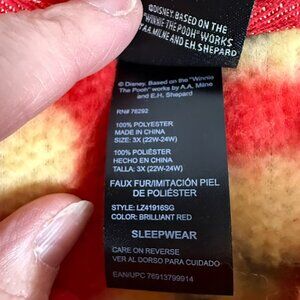 ©DISNEY. BASED ON THE
"WINNIE THE POOH" WORKS
A.A. MILNE AND E.H. SHEPARD
© Disney. Based on the "Winnie
The Pooh" works by A.A. Milne
and E.H. Shepard
RN# 76292
100% POLYESTER
MADE IN CHINA
SIZE: 3X (22W-24W)
100% POLIÉSTER
HECHO EN CHINA
TALLA: 3X (22W-24W)
FAUX FUR/IMITACIÓN PIEL
DE POLIÉSTER
STYLE: LZ41916SG
COLOR: BRILLIANT RED
SLEEPWEAR
CARE ON REVERSE
VER AL DORSO PARA CUIDADO
EAN/UPC 76913799914